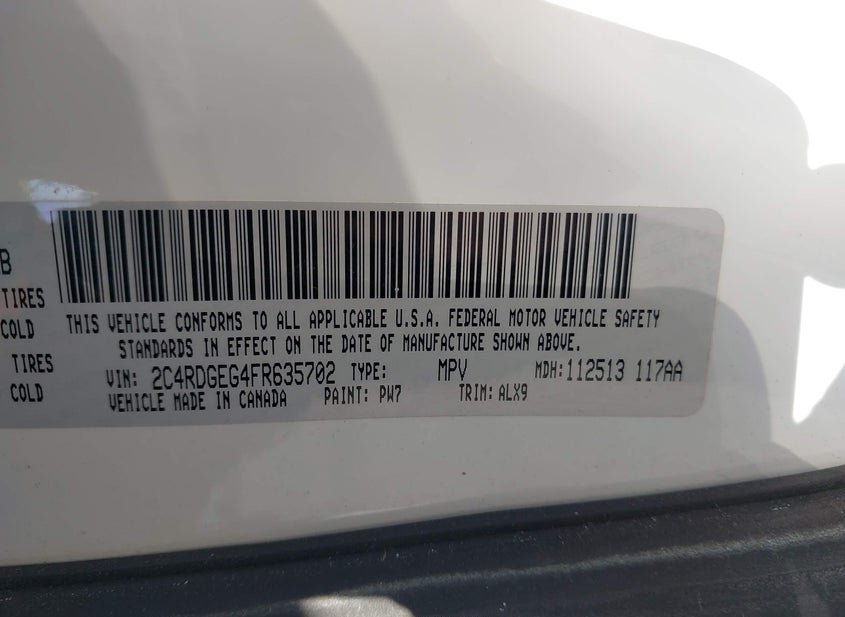 B
TIRES
COLD
THIS VEHICLE CONFORMS TO ALL APPLICABLE U.S.A. FEDERAL MOTOR VEHICLE SAFETY
STANDARDS IN EFFECT ON THE DATE OF MANUFACTURE SHOWN ABOVE.
TIRES
VIN: 2C4RDGEG4FR635702 TYPE: MPV MDH:112513 117AA
COLD
VEHICLE MADE IN CANADA PAINT: PW7 TRIM: ALX9